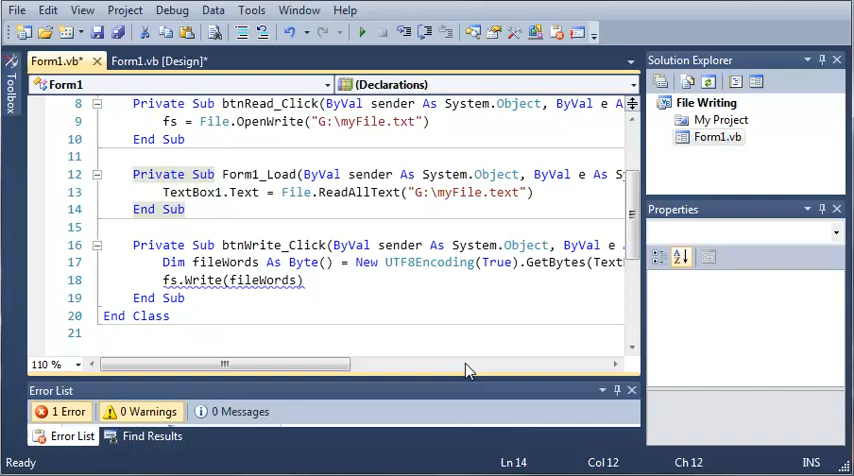 File Edit View Project Debug Data Tools Window Help
Form1.vb* Form1.vb [Design]*
Toolbox
Form1 (Declarations)
8 Private Sub btnRead_Click(ByVal sender As System.Object, ByVal e A
9 fs = File.OpenWrite("G:\myFile.txt")
10 End Sub
11
12 Private Sub Form1_Load(ByVal sender As System.Object, ByVal e As Sy
13 TextBox1.Text = File.ReadAllText("G:\myFile.text")
14 End Sub
15
16 Private Sub btnWrite_Click(ByVal sender As System.Object, ByVal e A
17 Dim fileWords As Byte() = New UTF8Encoding(True).GetBytes(Text
18 fs.Write(fileWords)
19 End Sub
20 End Class
21
110 %
Error List
1 Error 0 Warnings 0 Messages
Error List Find Results
Solution Explorer
File Writing
My Project
Form1.vb
Properties
Ready Ln 14 Col 12 Ch 12 INS